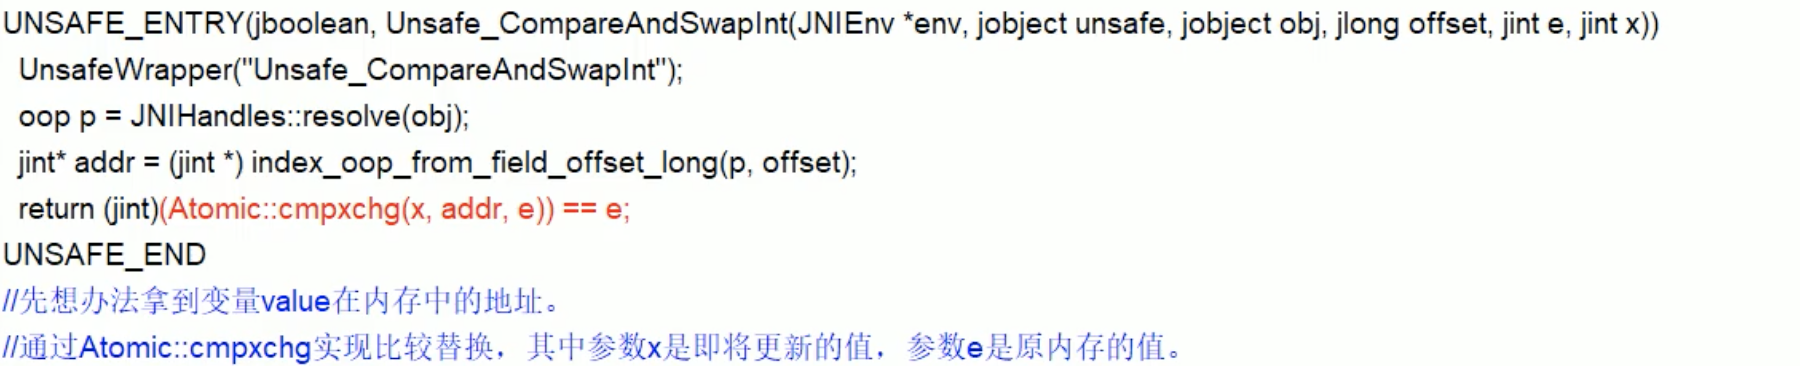 UNSAFE_ENTRY(jboolean, Unsafe_CompareAndSwapInt(JNIEnv *env, jobject unsafe, jobject obj, jlong offset, jint e, jint x))
UnsafeWrapper("Unsafe_CompareAndSwapInt");
oop p = JNIHandles::resolve(obj);
jint* addr = (jint *) index_oop_from_field_offset_long(p, offset);
return (jint)(Atomic::cmpxchg(x, addr, e)) == e;
UNSAFE_END
//先想办法拿到变量value在内存中的地址。
//通过Atomic::cmpxchg实现比较替换，其中参数x是即将更新的值，参数e是原内存的值。